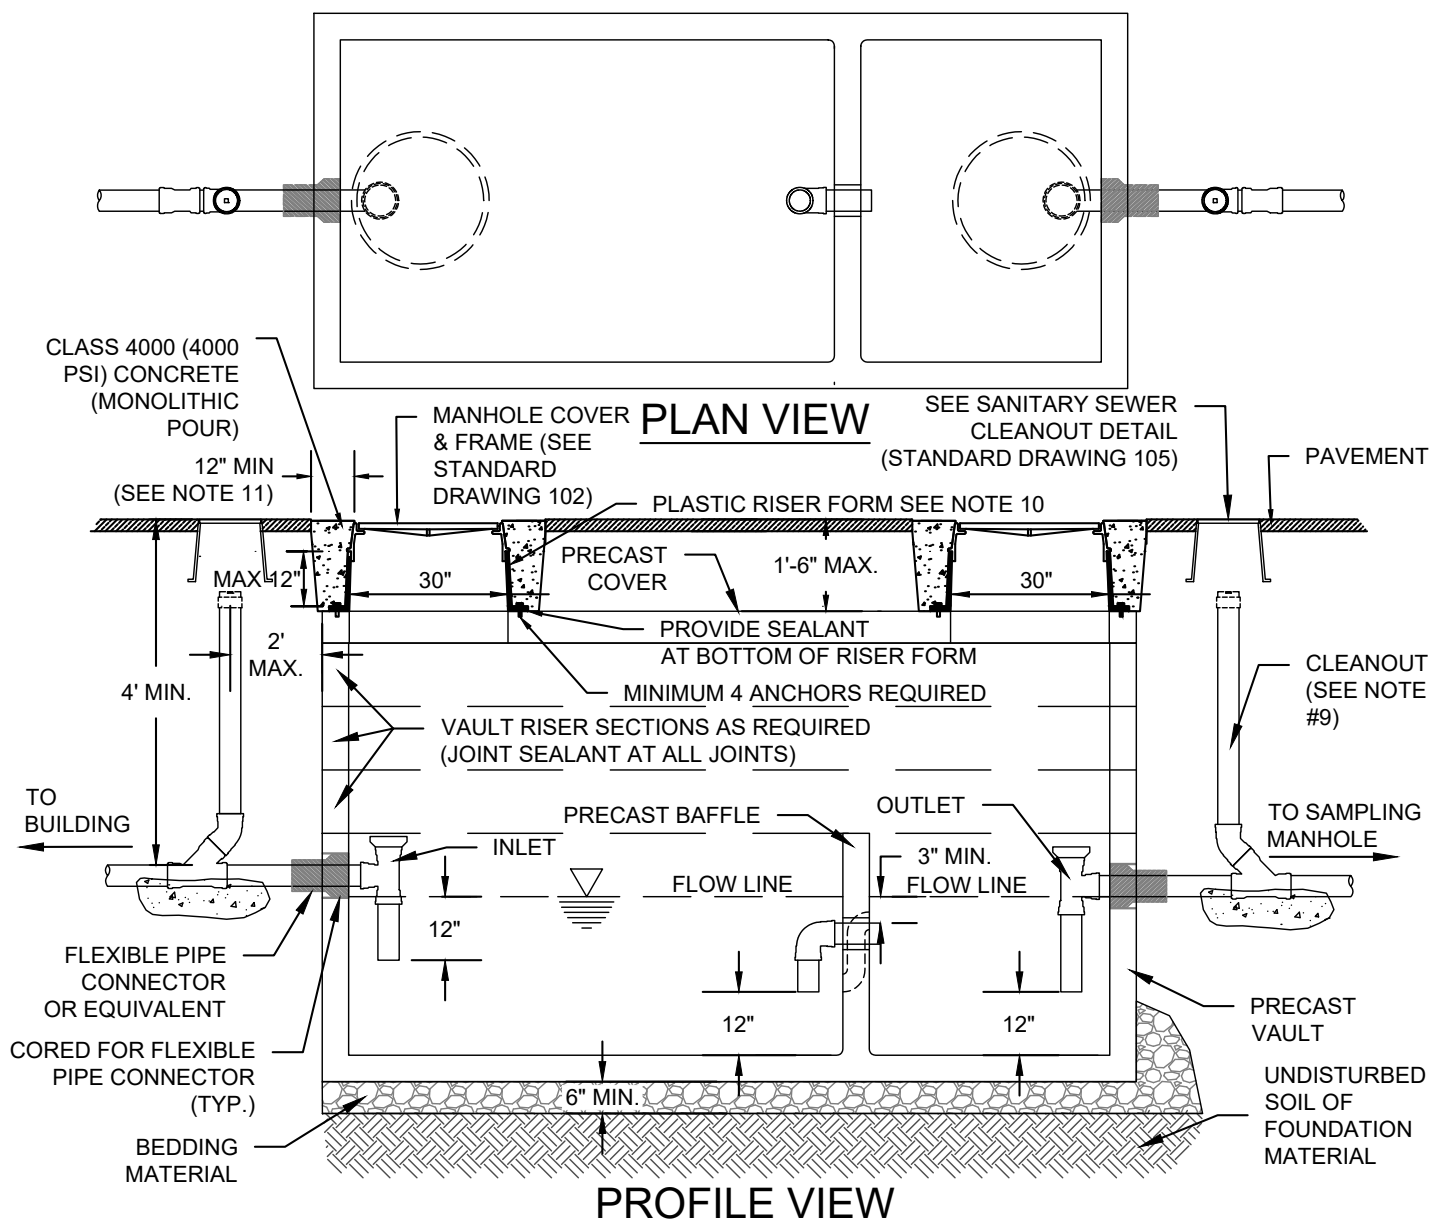 CLASS 4000 (4000
PSI) CONCRETE
(MONOLITHIC
POUR)
12" MIN
(SEE NOTE 11)
MANHOLE COVER
& FRAME (SEE
STANDARD
DRAWING 102)
PLAN VIEW
SEE SANITARY SEWER
CLEANOUT DETAIL
(STANDARD DRAWING 105)
PAVEMENT
PLASTIC RISER FORM SEE NOTE 10
PRECAST
COVER
1'-6" MAX.
MAX 12"
30"
30"
PROVIDE SEALANT
AT BOTTOM OF RISER FORM
2'
MAX.
4' MIN.
MINIMUM 4 ANCHORS REQUIRED
CLEANOUT
(SEE NOTE
#9)
VAULT RISER SECTIONS AS REQUIRED
(JOINT SEALANT AT ALL JOINTS)
TO
BUILDING
PRECAST BAFFLE
OUTLET
TO SAMPLING
MANHOLE
INLET
3" MIN.
FLOW LINE
FLOW LINE
12"
FLEXIBLE PIPE
CONNECTOR
OR EQUIVALENT
12"
12"
PRECAST
VAULT
CORED FOR FLEXIBLE
PIPE CONNECTOR
(TYP.)
6" MIN.
UNDISTURBED
SOIL OF
FOUNDATION
MATERIAL
BEDDING
MATERIAL
PROFILE VIEW